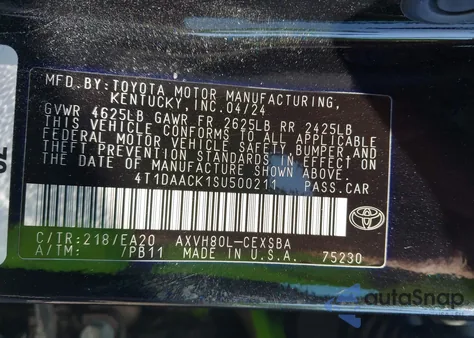 MFD. BY: TOYOTA MOTOR MANUFACTURING,
KENTUCKY, INC. 04/24
GVWR 4625LB GAWR FR 2625LB RR 2425LB
THIS VEHICLE CONFORMS TO ALL APPLICABLE
FEDERAL MOTOR VEHICLE SAFETY, BUMPER AND
THEFT PREVENTION STANDARDS IN EFFECT ON
THE DATE OF MANUFACTURE SHOWN ABOVE.
4T1DAACK1SU500211 PASS.CAR
C/TR:218/EA20 AXVH80L-CEXSBA
A/TM: /PB11 MADE IN U.S.A. 75230
TOYOTA
autoSnap